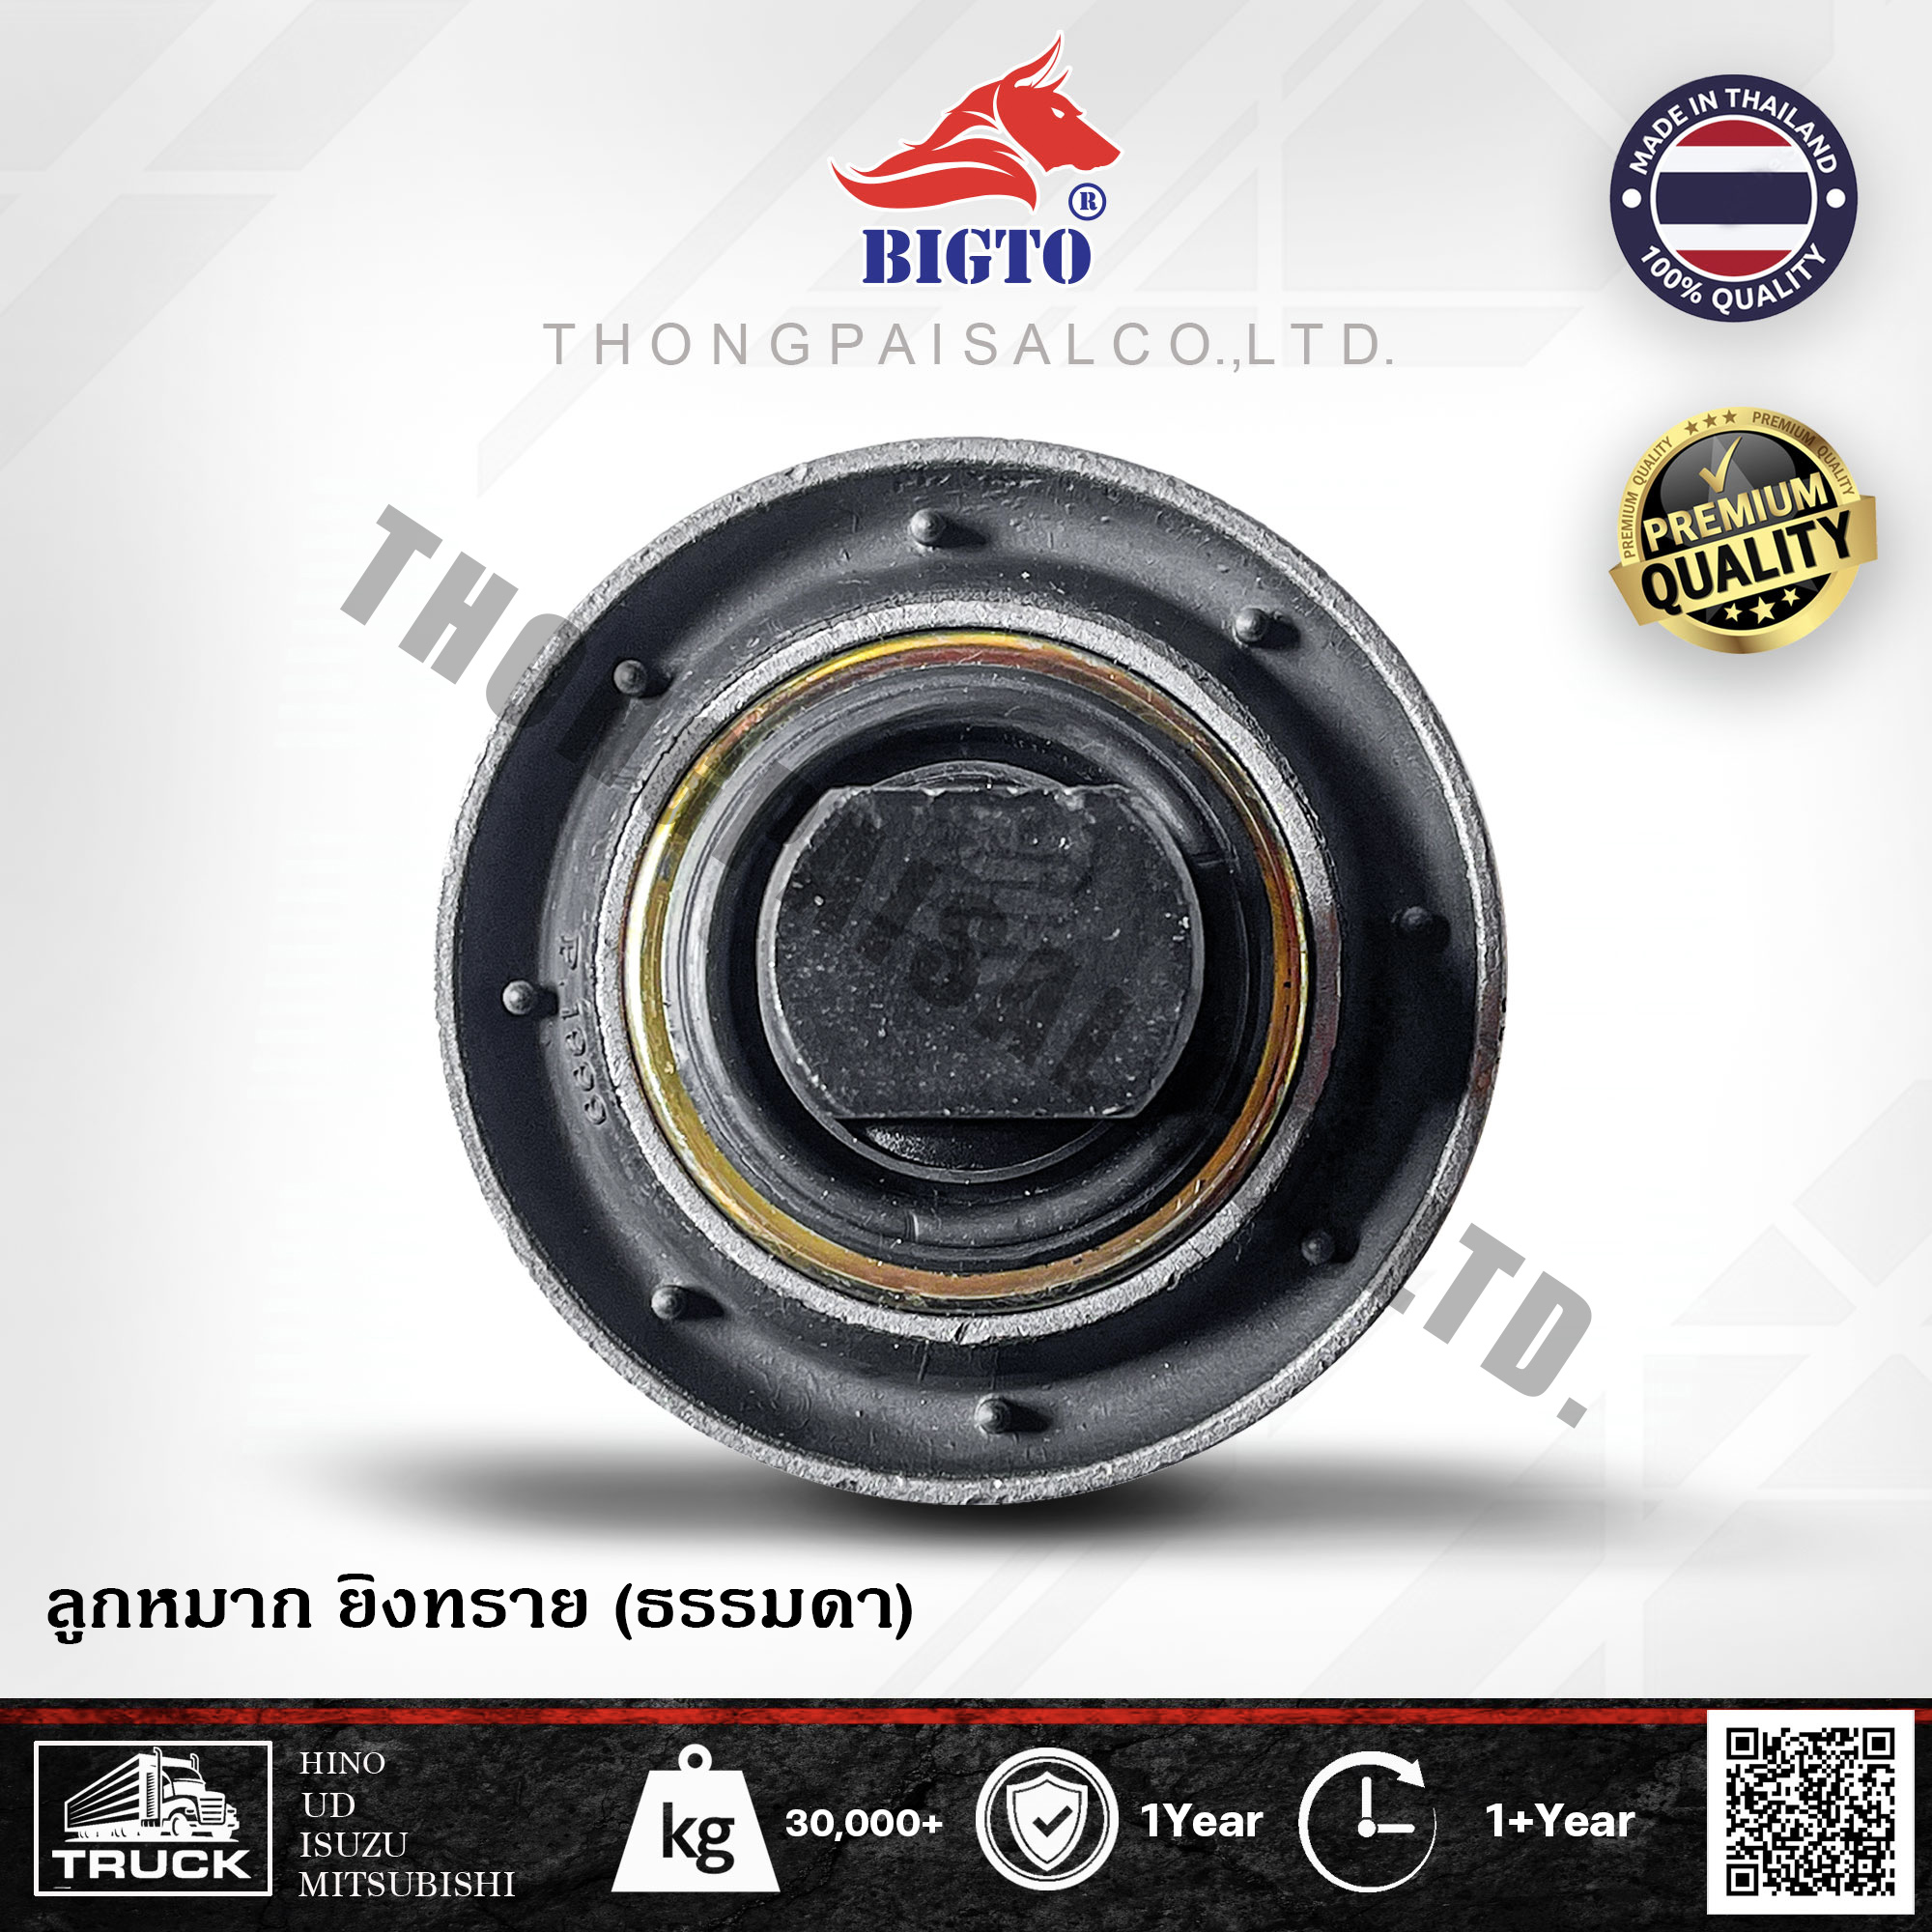 BIGTO
®
THONGPAISALCO.,LTD.
MADE IN THAILAND
100% QUALITY
PREMIUM QUALITY
PREMIUM QUALITY
PREMIUM
QUALITY
ลูกหมาก ยิงทราย (ธรรมดา)
TRUCK
HINO
UD
ISUZU
MITSUBISHI
kg
30,000+
1Year
1+Year